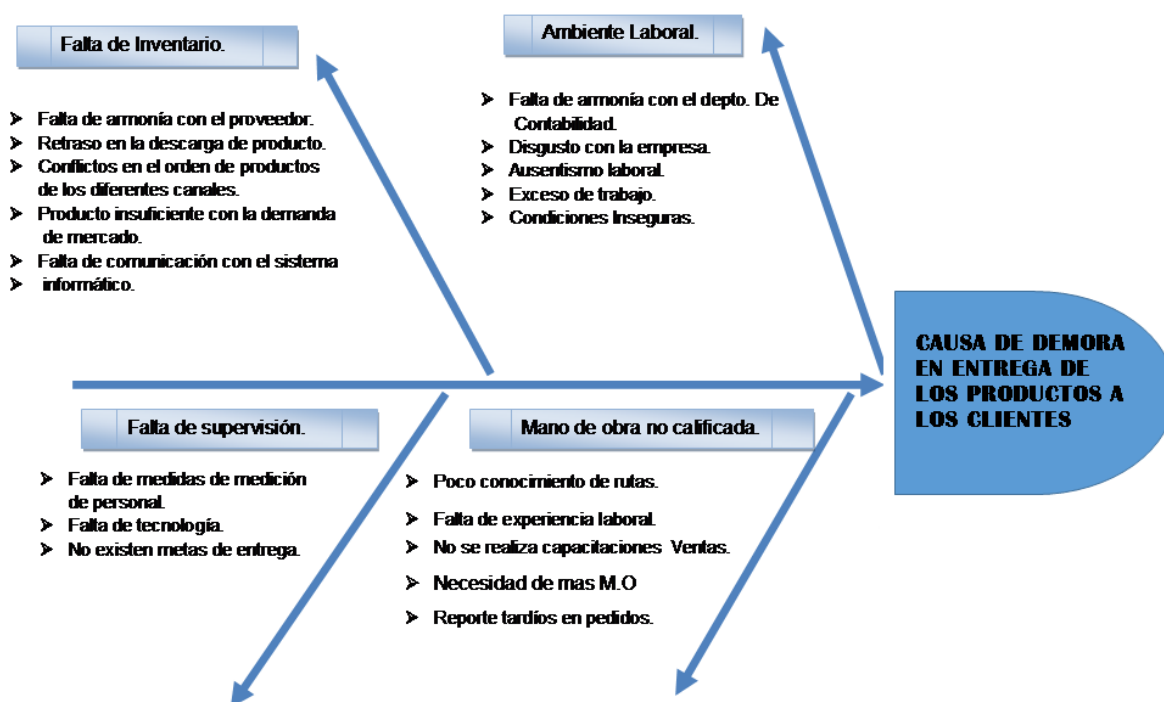 Falta de Inventario.
➢ Falta de armonía con el proveedor.
➢ Retraso en la descarga de producto.
➢ Conflictos en el orden de productos
de los diferentes canales.
➢ Producto insuficiente con la demanda
de mercado.
➢ Falta de comunicación con el sistema
➢ informático.
Ambiente Laboral.
➢ Falta de armonía con el depto. De
Contabilidad.
➢ Disgusto con la empresa.
➢ Ausentismo laboral.
➢ Exceso de trabajo.
➢ Condiciones Inseguras.
CAUSA DE DEMORA
EN ENTREGA DE
LOS PRODUCTOS A
LOS CLIENTES
Falta de supervisión.
➢ Falta de medidas de medición
de personal.
➢ Falta de tecnología.
➢ No existen metas de entrega.
Mano de obra no calificada.
➢ Poco conocimiento de rutas.
➢ Falta de experiencia laboral.
➢ No se realiza capacitaciones Ventas.
➢ Necesidad de mas M.O
➢ Reporte tardíos en pedidos.